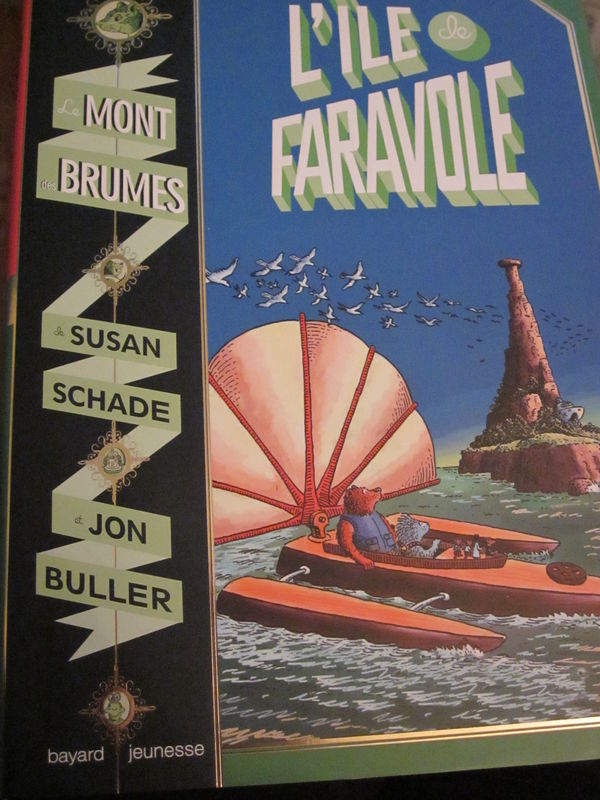 L'ILE de
FARAVOLE
Le MONT
des BRUMES
de SUSAN
SCHADE
et JON
BULLER
bayard jeunesse